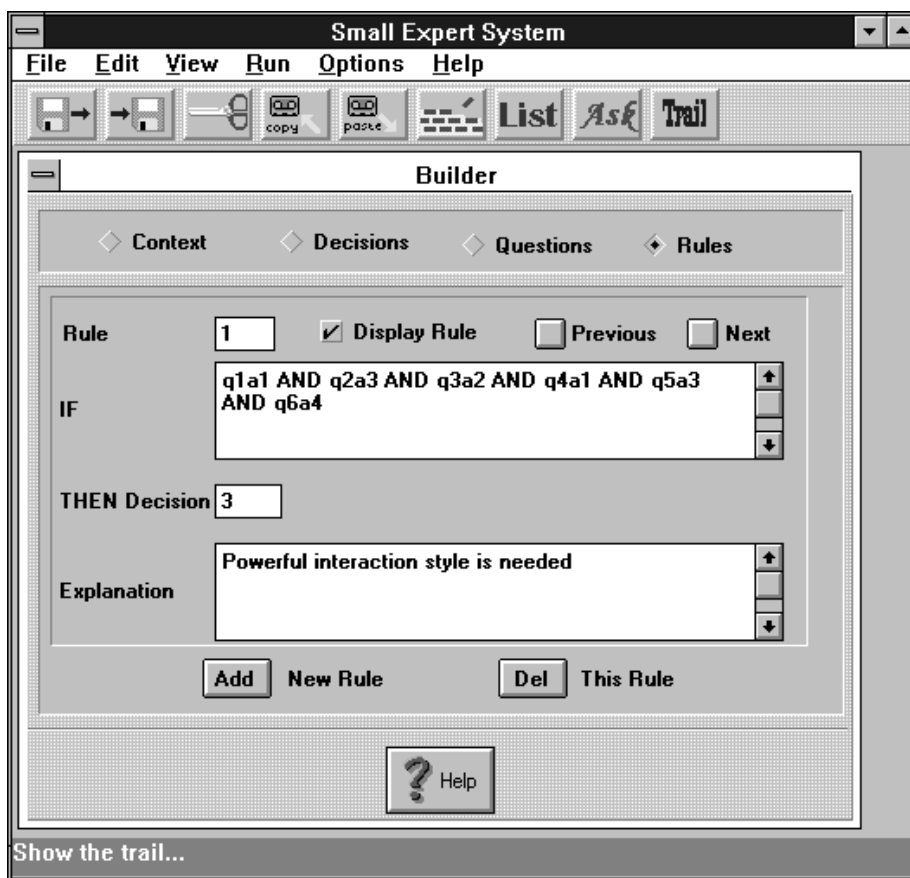 Small Expert System
File Edit View Run Options Help
copy paste List Ask Trail
Builder
Context Decisions Questions Rules
Rule 1 Display Rule Previous Next
IF q1a1 AND q2a3 AND q3a2 AND q4a1 AND q5a3
AND q6a4
THEN Decision 3
Explanation Powerful interaction style is needed
Add New Rule Del This Rule
? Help
Show the trail...